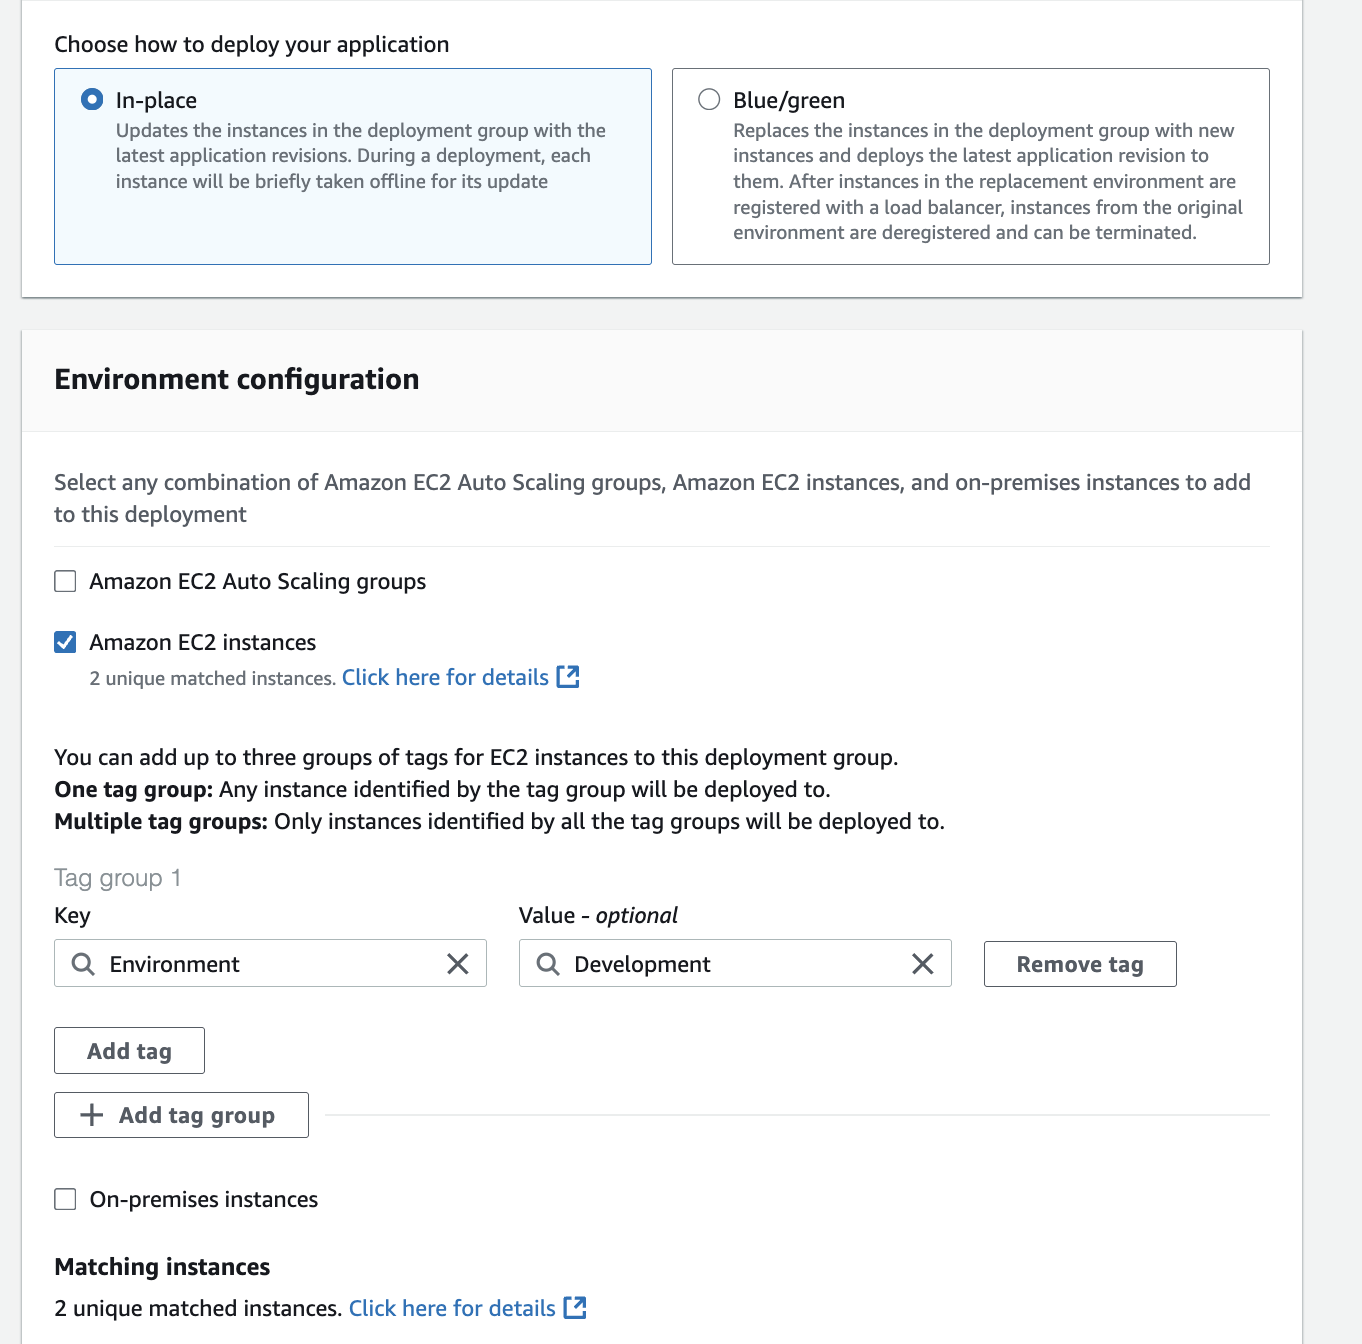 Choose how to deploy your application
In-place
Updates the instances in the deployment group with the
latest application revisions. During a deployment, each
instance will be briefly taken offline for its update
Blue/green
Replaces the instances in the deployment group with new
instances and deploys the latest application revision to
them. After instances in the replacement environment are
registered with a load balancer, instances from the original
environment are deregistered and can be terminated.
Environment configuration
Select any combination of Amazon EC2 Auto Scaling groups, Amazon EC2 instances, and on-premises instances to add
to this deployment
Amazon EC2 Auto Scaling groups
Amazon EC2 instances
2 unique matched instances. Click here for details
You can add up to three groups of tags for EC2 instances to this deployment group.
One tag group: Any instance identified by the tag group will be deployed to.
Multiple tag groups: Only instances identified by all the tag groups will be deployed to.
Tag group 1
Key
Value - optional
Environment
Development
Remove tag
Add tag
Add tag group
On-premises instances
Matching instances
2 unique matched instances. Click here for details